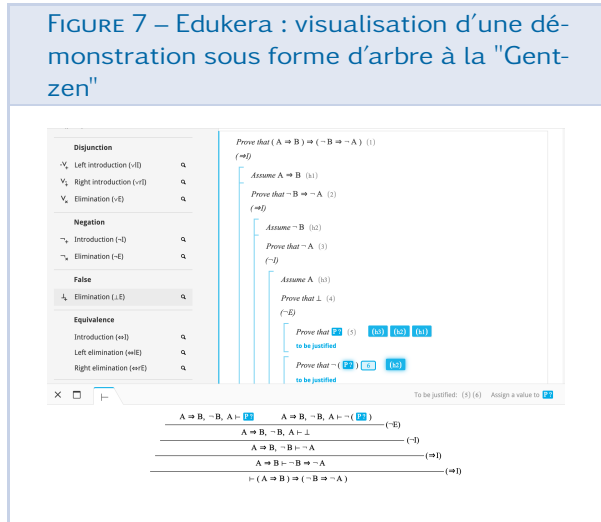 FIGURE 7 – Edukera : visualisation d'une dé-
monstration sous forme d'arbre à la "Gent-
zen"
Disjunction
Left introduction (∨lI)
Right introduction (∨rI)
Elimination (∨E)
Negation
Introduction (¬I)
Elimination (¬E)
False
Elimination (⊥E)
Equivalence
Introduction (⇔I)
Left elimination (⇔lE)
Right elimination (⇔rE)
Prove that ( A ⇒ B ) ⇒ ( ¬ B ⇒ ¬ A ) (1)
(⇒I)
Assume A ⇒ B (h1)
Prove that ¬ B ⇒ ¬ A (2)
(⇒I)
Assume ¬ B (h2)
Prove that ¬ A (3)
(¬I)
Assume A (h3)
Prove that ⊥ (4)
(¬E)
Prove that P? (5) (h3) (h2) (h1)
to be justified
Prove that ¬ ( P? ) 6 (h2)
to be justified
⊢ To be justified: (5) (6) Assign a value to P?
A ⇒ B, ¬ B, A ⊢ P? A ⇒ B, ¬ B, A ⊢ ¬ ( P? )
(¬E)
A ⇒ B, ¬ B, A ⊢ ⊥
(¬I)
A ⇒ B, ¬ B ⊢ ¬ A
(⇒I)
A ⇒ B ⊢ ¬ B ⇒ ¬ A
(⇒I)
⊢ ( A ⇒ B ) ⇒ ( ¬ B ⇒ ¬ A )